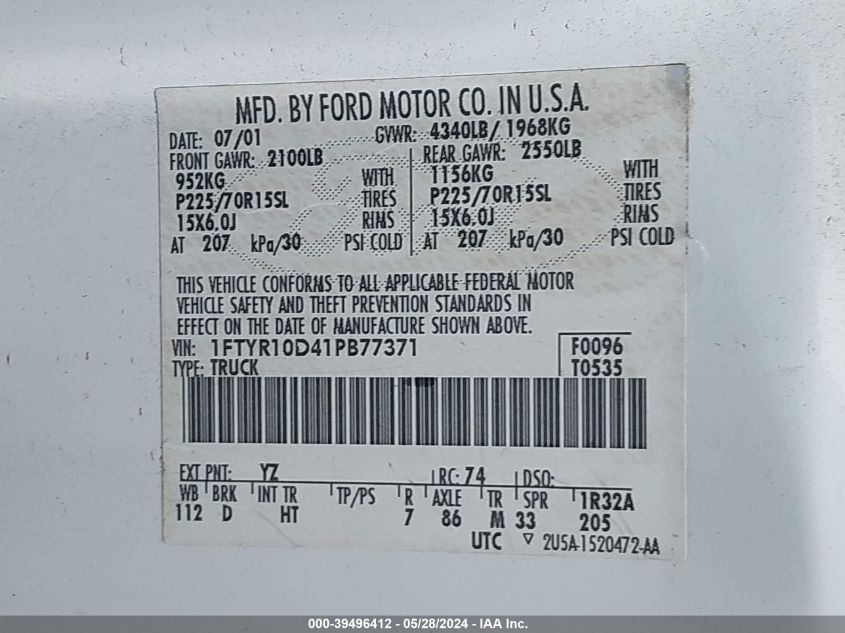 MFD. BY FORD MOTOR CO. IN U.S.A.
DATE: 07/01 GVWR: 4340LB/ 1968KG
FRONT GAWR: 2100LB REAR GAWR: 2550LB
952KG WITH 1156KG WITH
P225/70R15SL TIRES P225/70R15SL TIRES
15X6.0J RIMS 15X6.0J RIMS
AT 207 kPa/30 PSI COLD AT 207 kPa/30 PSI COLD
THIS VEHICLE CONFORMS TO ALL APPLICABLE FEDERAL MOTOR
VEHICLE SAFETY AND THEFT PREVENTION STANDARDS IN
EFFECT ON THE DATE OF MANUFACTURE SHOWN ABOVE.
VIN: 1FTYR10D41PB77371 F0096
TYPE: TRUCK T0535
EXT PNT: YZ RC: 74 DSO:
WB BRK INT TR TP/PS R AXLE TR SPR 1R32A
112 D HT 7 86 M 33 205
UTC ▽ 2U5A-1520472-AA
000-39496412 - 05/28/2024 - IAA Inc.